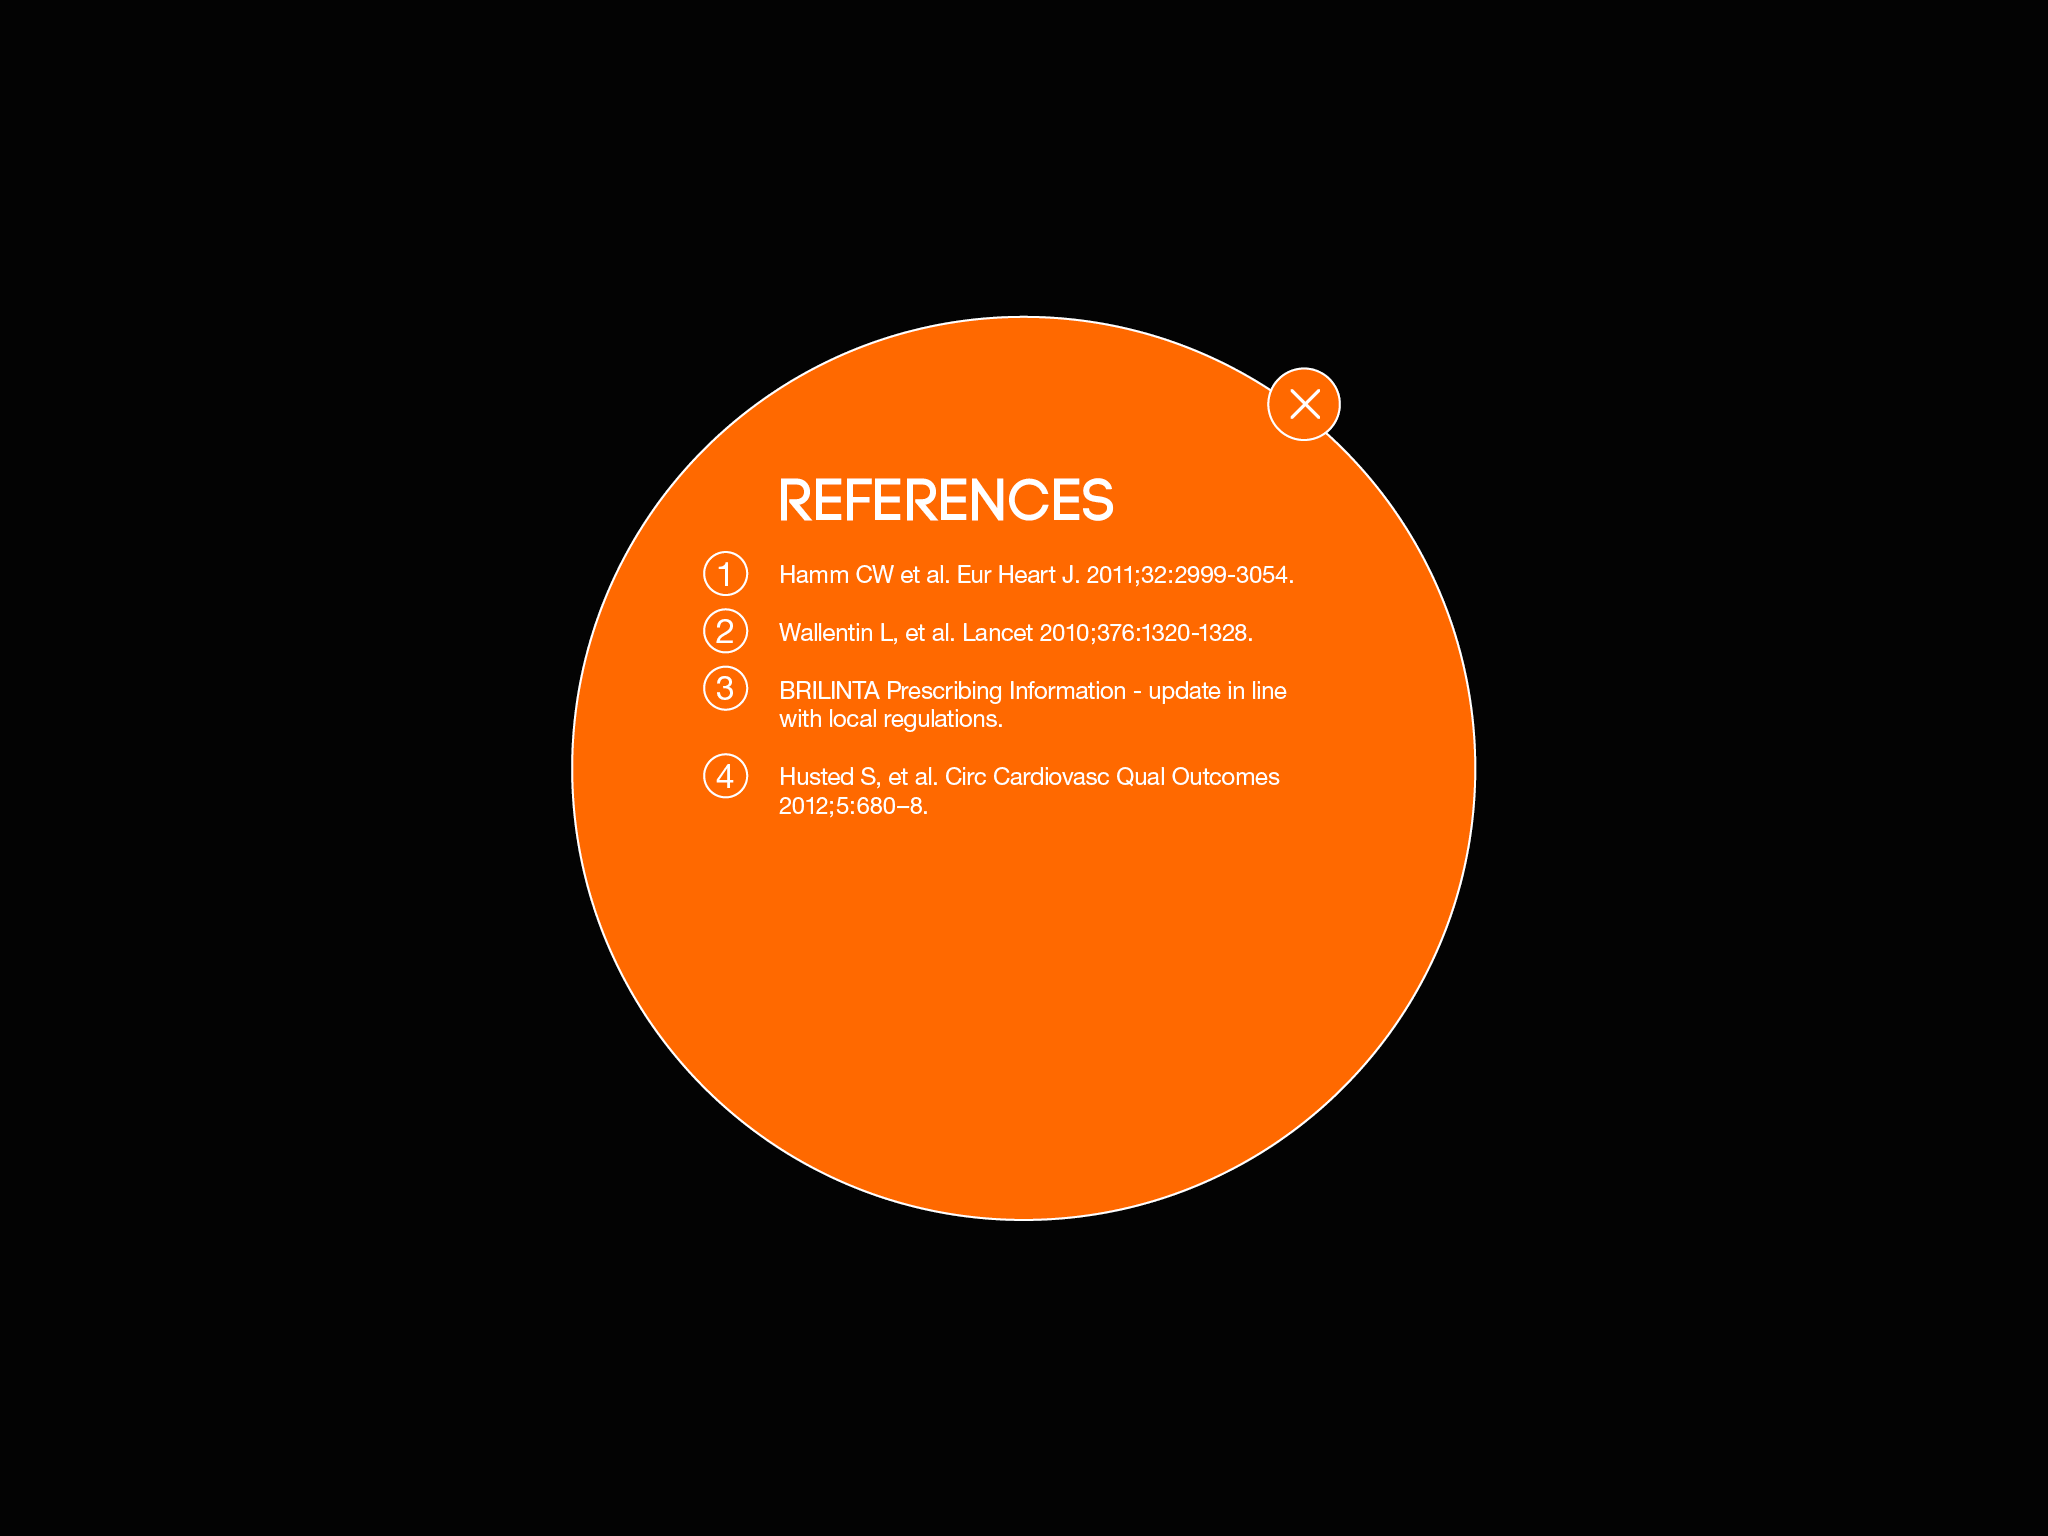 REFERENCES
1 Hamm CW et al. Eur Heart J. 2011;32:2999-3054.
2 Wallentin L, et al. Lancet 2010;376:1320-1328.
3 BRILINTA Prescribing Information - update in line
with local regulations.
4 Husted S, et al. Circ Cardiovasc Qual Outcomes
2012;5:680–8.